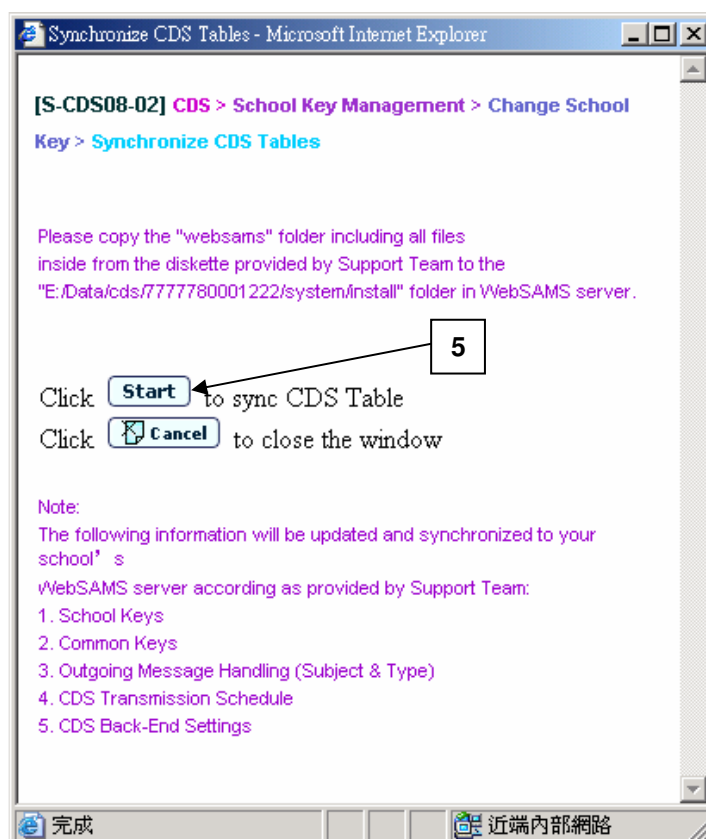 Synchronize CDS Tables - Microsoft Internet Explorer
[S-CDS08-02] CDS > School Key Management > Change School
Key > Synchronize CDS Tables
Please copy the "websams" folder including all files
inside from the diskette provided by Support Team to the
"E:/Data/cds/7777780001222/system/install" folder in WebSAMS server.
5
Click Start to sync CDS Table
Click Cancel to close the window
Note:
The following information will be updated and synchronized to your
school’s
WebSAMS server according as provided by Support Team:
1. School Keys
2. Common Keys
3. Outgoing Message Handling (Subject & Type)
4. CDS Transmission Schedule
5. CDS Back-End Settings
完成 近端內部網路